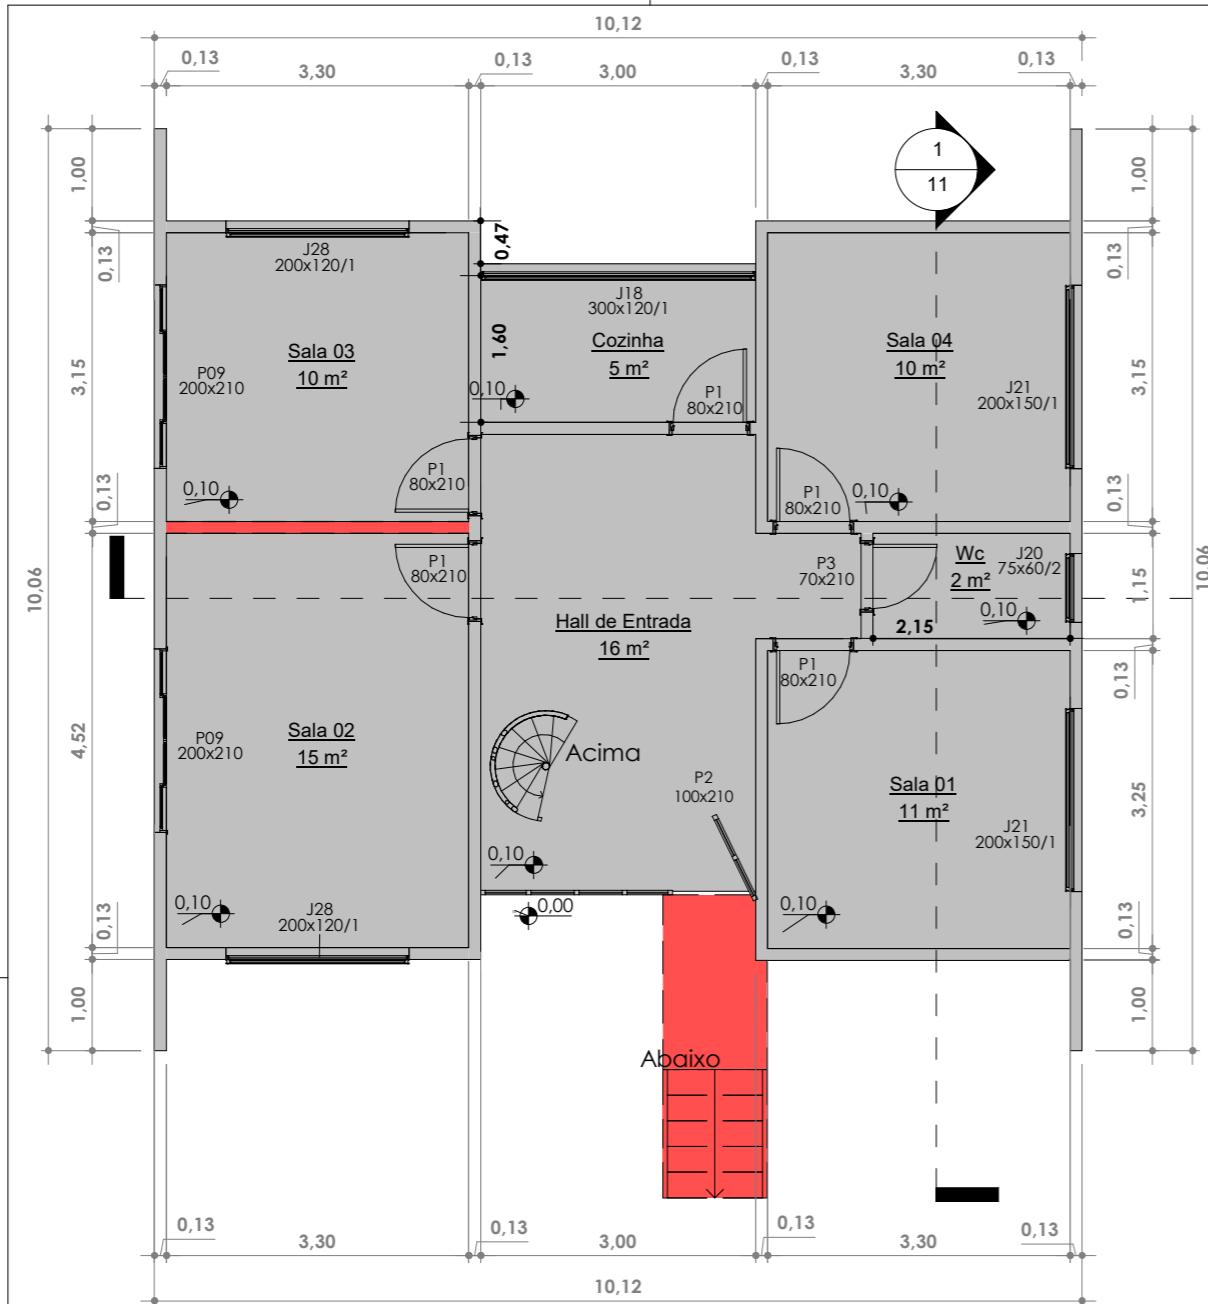 10,12
0,13
3,30
0,13
3,00
0,13
3,30
0,13
1
11
1,00
1,00
0,13
0,47
0,13
J28
200x120/1
J18
300x120/1
Cozinha
5 m²
1,60
Sala 03
10 m²
Sala 04
10 m²
P09
200x210
3,15
3,15
0,10
P1
80x210
J21
200x150/1
P1
80x210
0,10
P1
80x210
0,10
0,13
0,13
P1
80x210
P3
70x210
Wc
2 m²
J20
75x60/2
1,15
10,06
10,06
0,10
2,15
Hall de Entrada
16 m²
P1
80x210
0,13
Sala 02
15 m²
P09
200x210
4,52
Acima
P2
100x210
Sala 01
11 m²
3,25
J21
200x150/1
0,10
0,10
J28
200x120/1
0,00
0,10
0,13
0,13
1,00
1,00
Abaixo
0,13
3,30
0,13
3,00
0,13
3,30
0,13
10,12